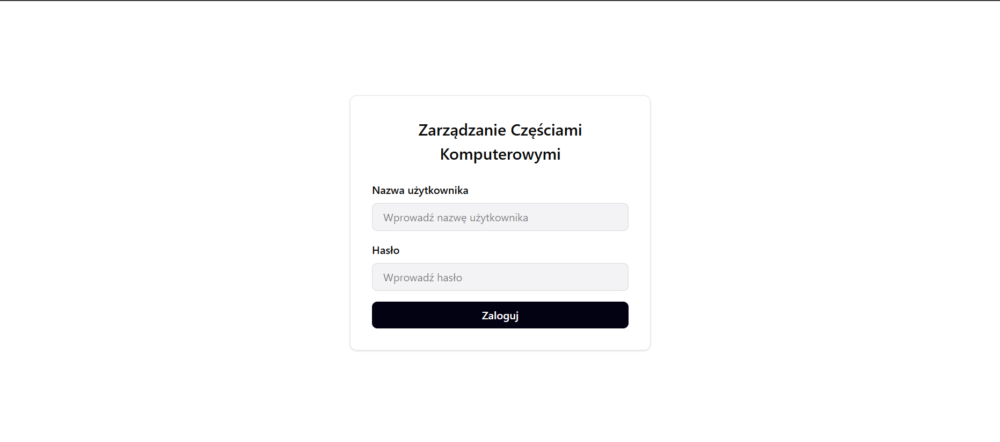 Zarządzanie Częściami
Komputerowymi
Nazwa użytkownika
Wprowadź nazwę użytkownika
Hasło
Wprowadź hasło
Zaloguj